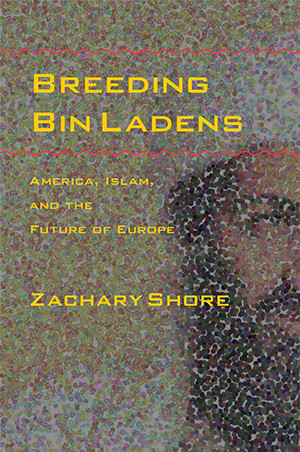 Breeding
Bin Ladens
America, Islam,
and the
Future of Europe
Zachary Shore